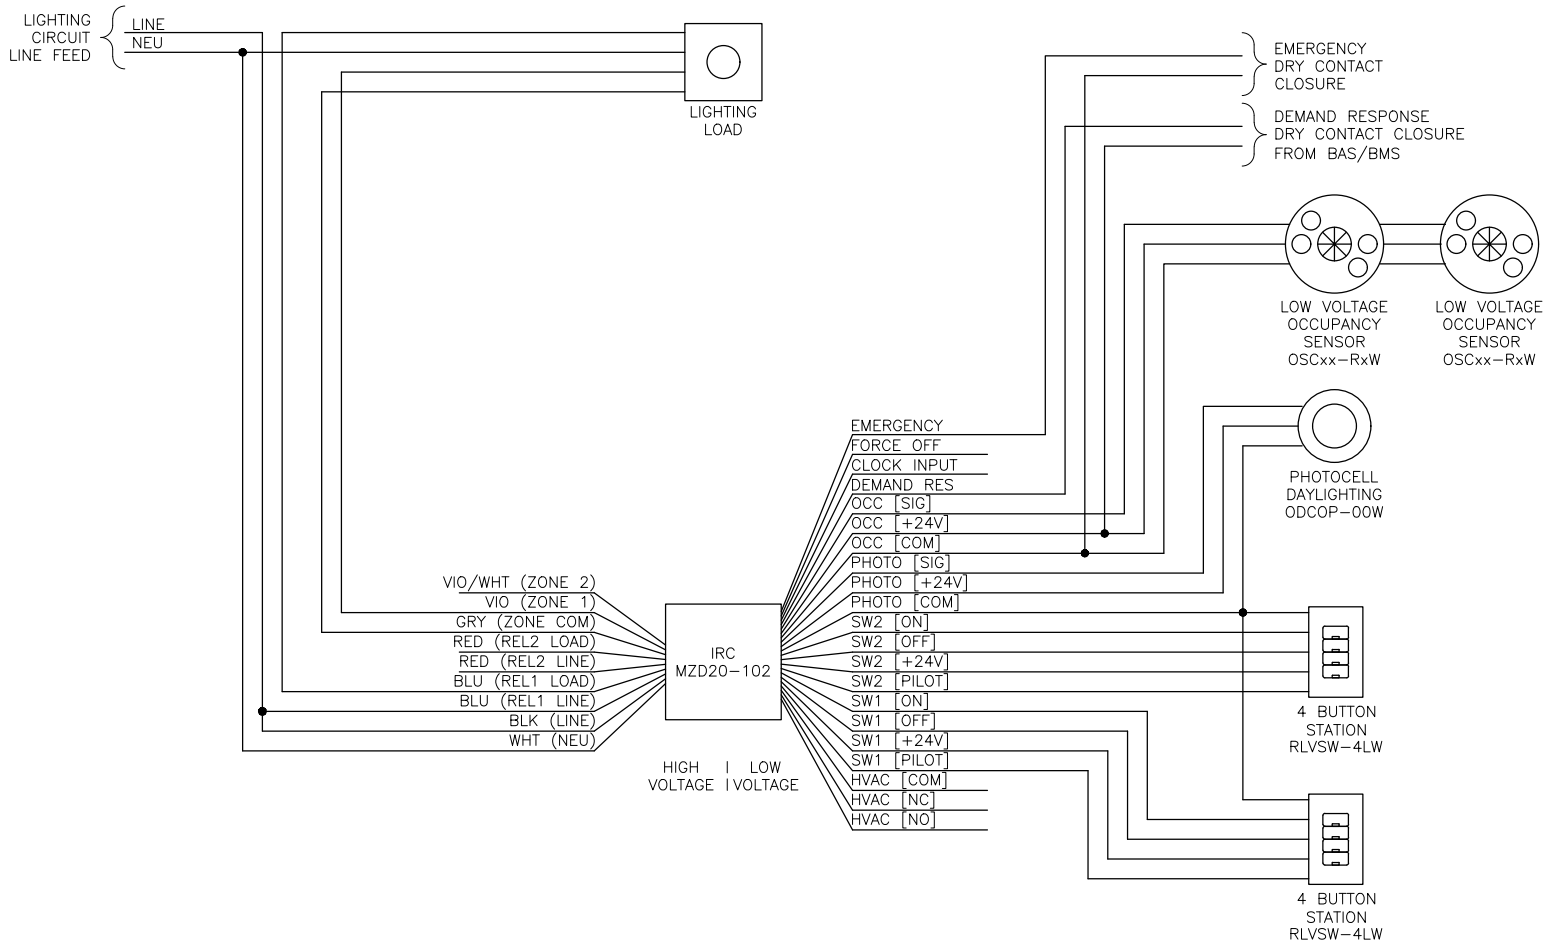 LIGHTING
CIRCUIT
LINE FEED
LINE
NEU
LIGHTING
LOAD
EMERGENCY
DRY CONTACT
CLOSURE
DEMAND RESPONSE
DRY CONTACT CLOSURE
FROM BAS/BMS
LOW VOLTAGE
OCCUPANCY
SENSOR
OSCxx-RxW
LOW VOLTAGE
OCCUPANCY
SENSOR
OSCxx-RxW
PHOTOCELL
DAYLIGHTING
ODCOP-00W
EMERGENCY
FORCE OFF
CLOCK INPUT
DEMAND RES
OCC [SIG]
OCC [+24V]
OCC [COM]
PHOTO [SIG]
PHOTO [+24V]
PHOTO [COM]
SW2 [ON]
SW2 [OFF]
SW2 [+24V]
SW2 [PILOT]
SW1 [ON]
SW1 [OFF]
SW1 [+24V]
SW1 [PILOT]
HVAC [COM]
HVAC [NC]
HVAC [NO]
VIO/WHT (ZONE 2)
VIO (ZONE 1)
GRY (ZONE COM)
RED (REL2 LOAD)
RED (REL2 LINE)
BLU (REL1 LOAD)
BLU (REL1 LINE)
BLK (LINE)
WHT (NEU)
IRC
MZD20-102
HIGH | LOW
VOLTAGE | VOLTAGE
4 BUTTON
STATION
RLVSW-4LW
4 BUTTON
STATION
RLVSW-4LW